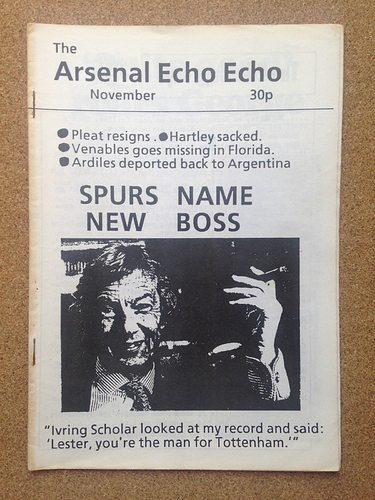 The
Arsenal Echo Echo
November 30p
● Pleat resigns . ● Hartley sacked.
● Venables goes missing in Florida.
● Ardiles deported back to Argentina
SPURS NAME
NEW BOSS
“Ivring Scholar looked at my record and said:
‘Lester, you're the man for Tottenham.’”